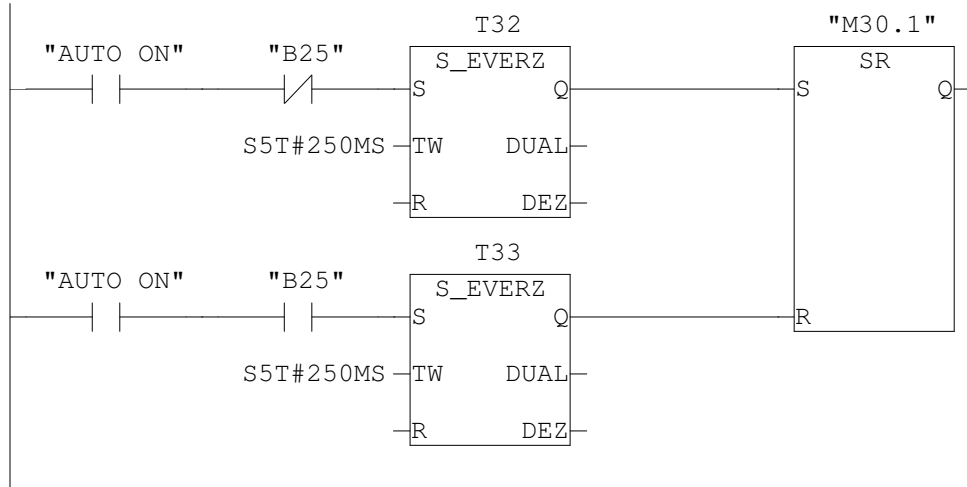 T32 "M30.1"
"AUTO ON" "B25" S_EVERZ SR
S Q S Q
S5T#250MS TW DUAL
R DEZ
T33
"AUTO ON" "B25" S_EVERZ
S Q R
S5T#250MS TW DUAL
R DEZ